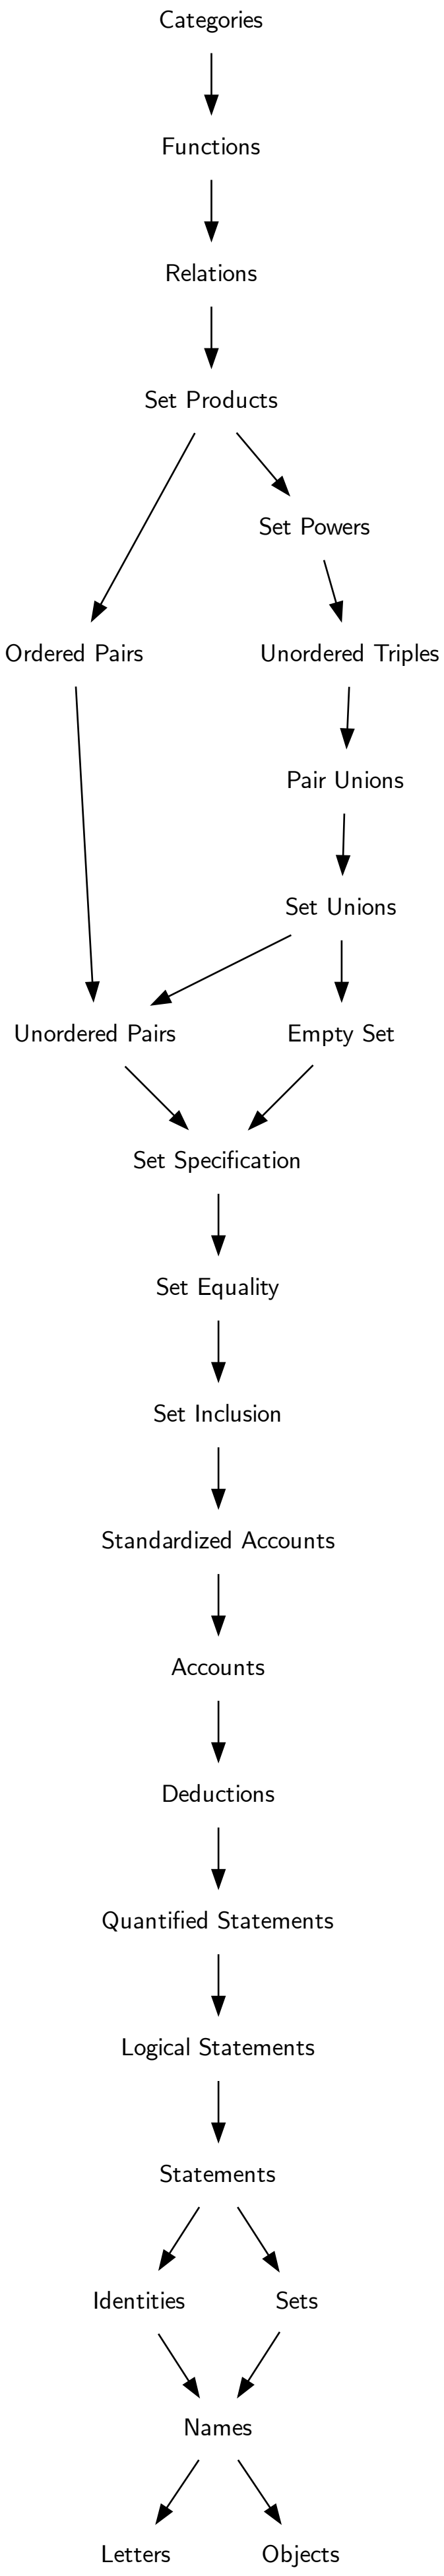 Categories
Functions
Relations
Set Products
Set Powers
Ordered Pairs
Unordered Triples
Pair Unions
Set Unions
Unordered Pairs
Empty Set
Set Specification
Set Equality
Set Inclusion
Standardized Accounts
Accounts
Deductions
Quantified Statements
Logical Statements
Statements
Identities
Sets
Names
Letters
Objects